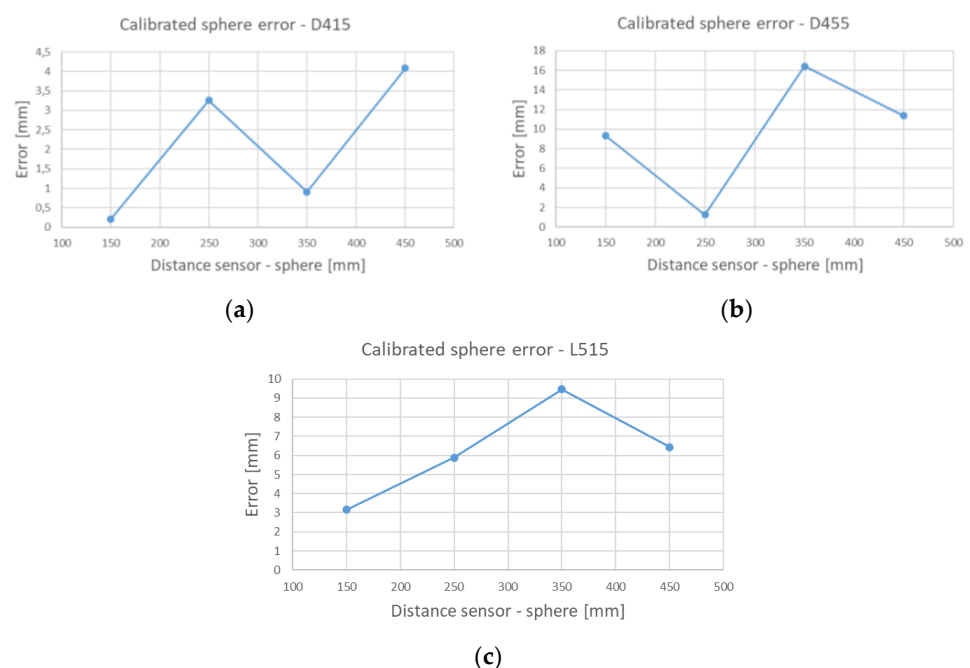 Calibrated sphere error - D415
4,5
4
3,5
3
2,5
2
1,5
1
0,5
0
Error [mm]
100 150 200 250 300 350 400 450 500
Distance sensor - sphere [mm]
(a)
Calibrated sphere error - D455
18
16
14
12
10
8
6
4
2
0
Error [mm]
100 150 200 250 300 350 400 450 500
Distance sensor - sphere [mm]
(b)
Calibrated sphere error - L515
10
9
8
7
6
5
4
3
2
1
0
Error [mm]
100 150 200 250 300 350 400 450 500
Distance sensor - sphere [mm]
(c)